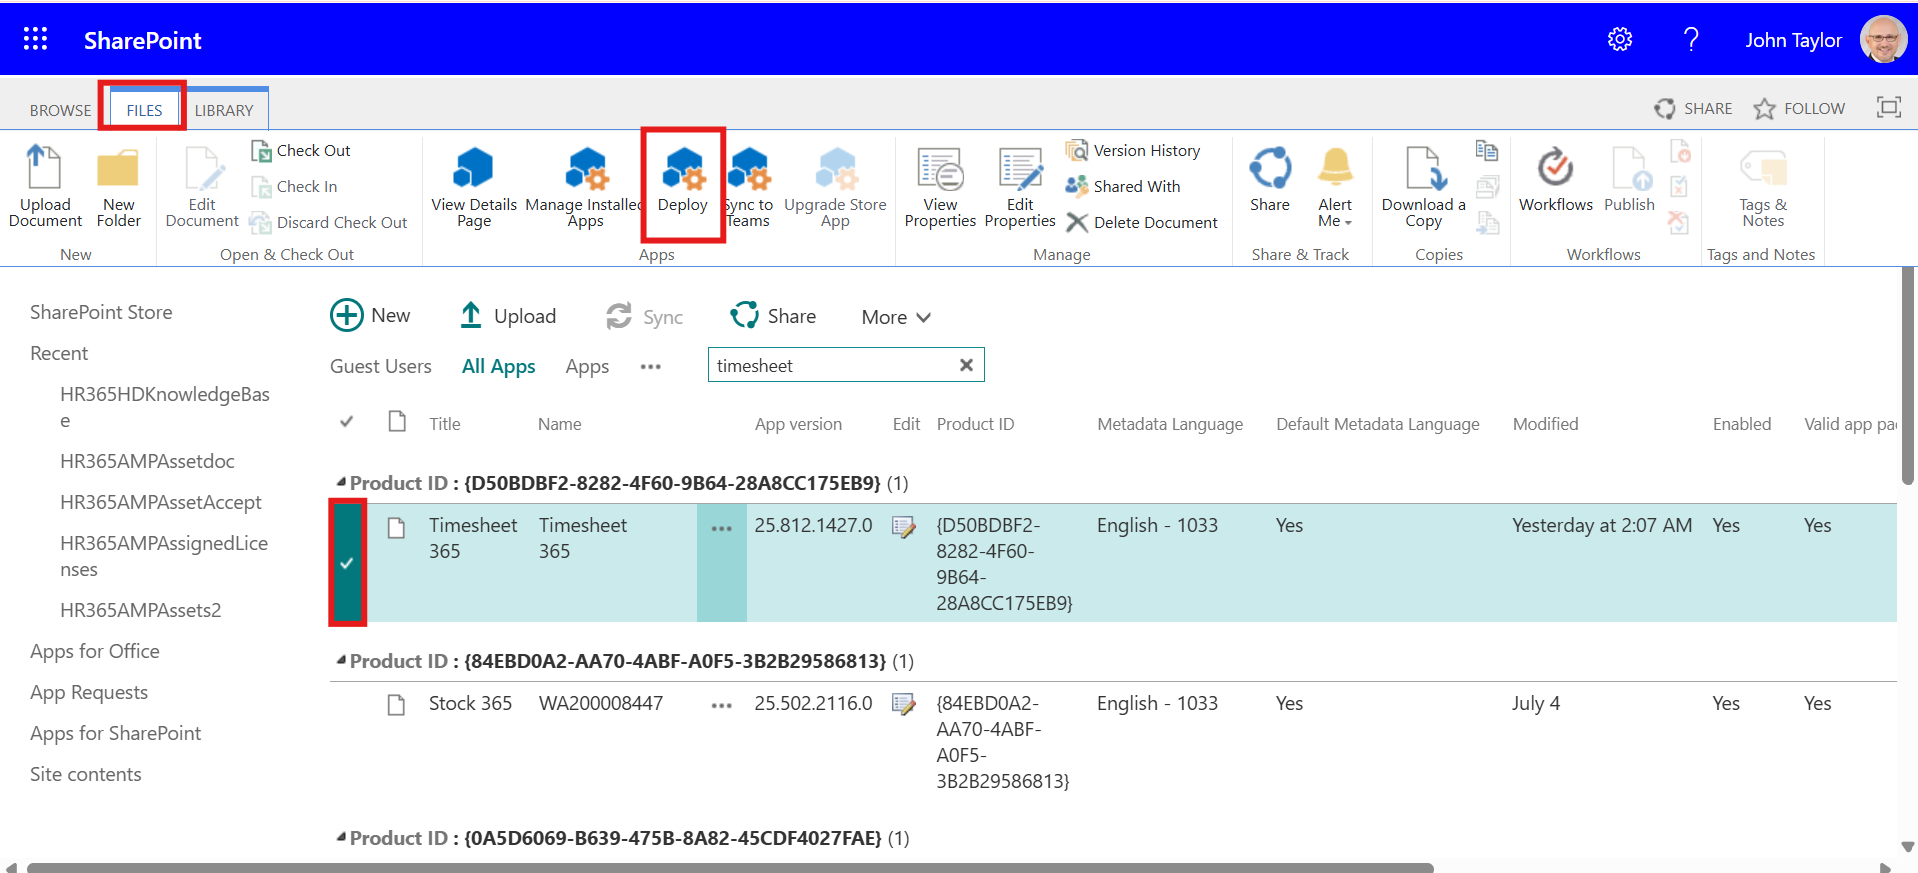 SharePoint
John Taylor
BROWSE
FILES
LIBRARY
SHARE
FOLLOW
Upload
Document
New
Folder
New
Edit
Document
Check Out
Check In
Discard Check Out
Open & Check Out
View Details
Page
Manage Installed
Apps
Deploy
Sync to
Teams
Upgrade Store
App
Apps
View
Properties
Edit
Properties
Version History
Shared With
Delete Document
Manage
Share
Alert
Me
Share & Track
Download a
Copy
Copies
Workflows
Publish
Workflows
Tags &
Notes
Tags and Notes
SharePoint Store
Recent
HR365HDKnowledgeBas
e
HR365AMPAssetdoc
HR365AMPAssetAccept
HR365AMPAssignedLice
nses
HR365AMPAssets2
Apps for Office
App Requests
Apps for SharePoint
Site contents
New
Upload
Sync
Share
More
Guest Users
All Apps
Apps
timesheet
Title
Name
App version
Edit
Product ID
Metadata Language
Default Metadata Language
Modified
Enabled
Valid app pa
Product ID : {D50BDBF2-8282-4F60-9B64-28A8CC175EB9} (1)
Timesheet
365
Timesheet
365
25.812.1427.0
{D50BDBF2-
8282-4F60-
9B64-
28A8CC175EB9}
English - 1033
Yes
Yesterday at 2:07 AM
Yes
Yes
Product ID : {84EBD0A2-AA70-4ABF-A0F5-3B2B29586813} (1)
Stock 365
WA200008447
25.502.2116.0
{84EBD0A2-
AA70-4ABF-
A0F5-
3B2B29586813}
English - 1033
Yes
July 4
Yes
Yes
Product ID : {0A5D6069-B639-475B-8A82-45CDF4027FAE} (1)